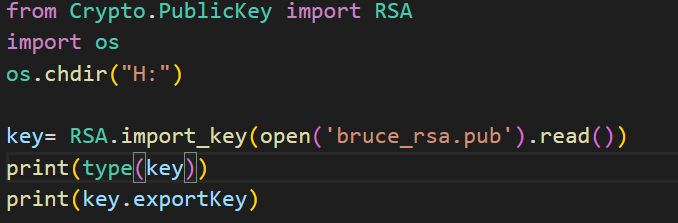 from Crypto.PublicKey import RSA
import os
os.chdir("H:")
key= RSA.import_key(open('bruce_rsa.pub').read())
print(type(key))
print(key.exportKey)